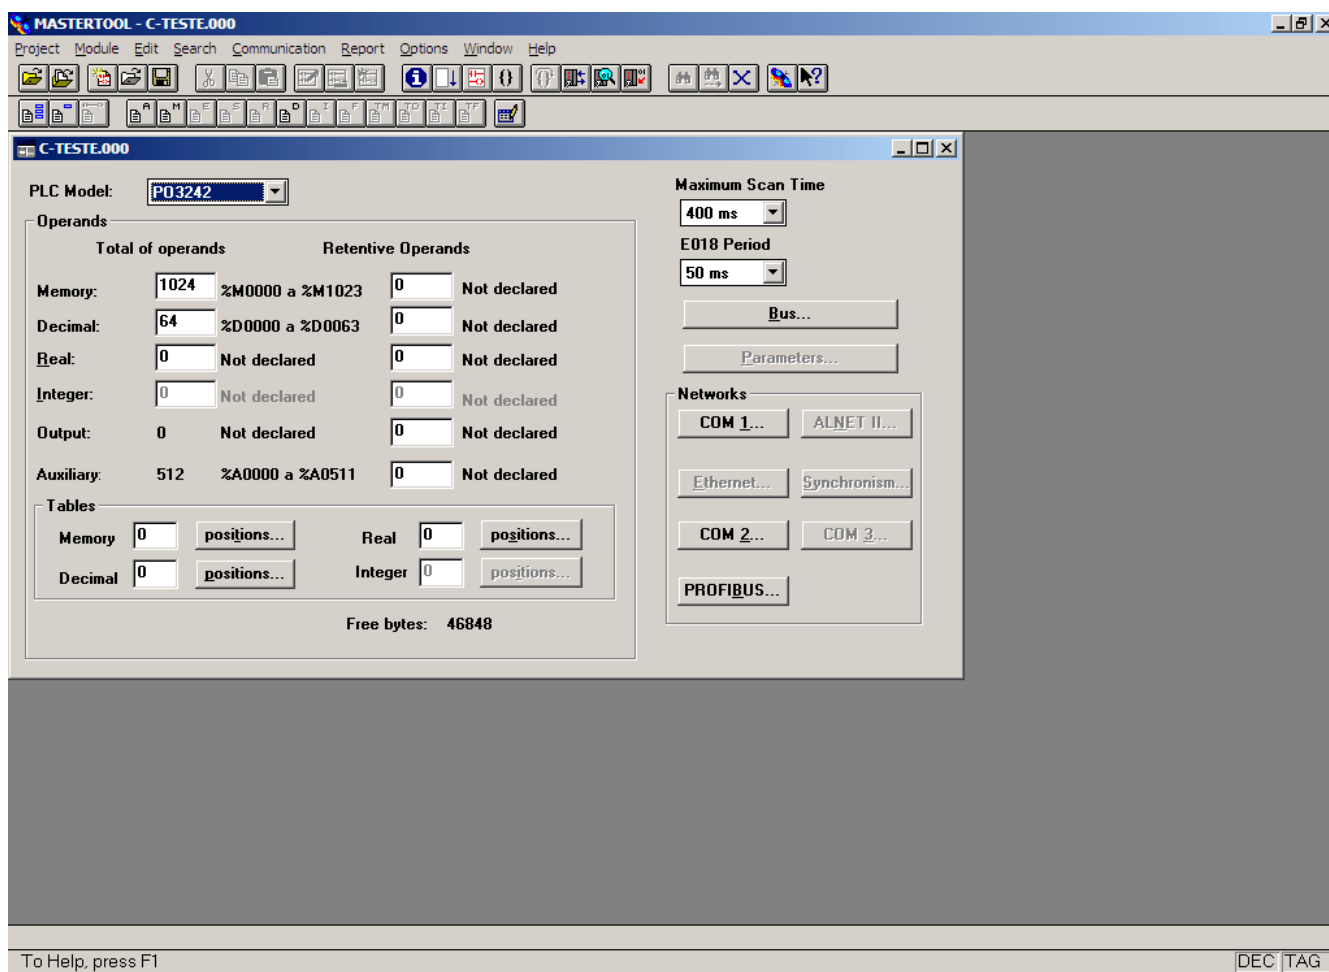 MASTERTOOL - C-TESTE.000
Project Module Edit Search Communication Report Options Window Help
A M E S R D I F TM TD TI TF
C-TESTE.000
PLC Model: PO3242
Maximum Scan Time
400 ms
E018 Period
50 ms
Bus...
Parameters...
Operands
Total of operands Retentive Operands
Memory: 1024 %M0000 a %M1023 0 Not declared
Decimal: 64 %D0000 a %D0063 0 Not declared
Real: 0 Not declared 0 Not declared
Integer: 0 Not declared 0 Not declared
Output: 0 Not declared 0 Not declared
Auxiliary: 512 %A0000 a %A0511 0 Not declared
Tables
Memory 0 positions... Real 0 positions...
Decimal 0 positions... Integer 0 positions...
Free bytes: 46848
Networks
COM 1... ALNET II...
Ethernet... Synchronism...
COM 2... COM 3...
PROFIBUS...
To Help, press F1 DEC TAG